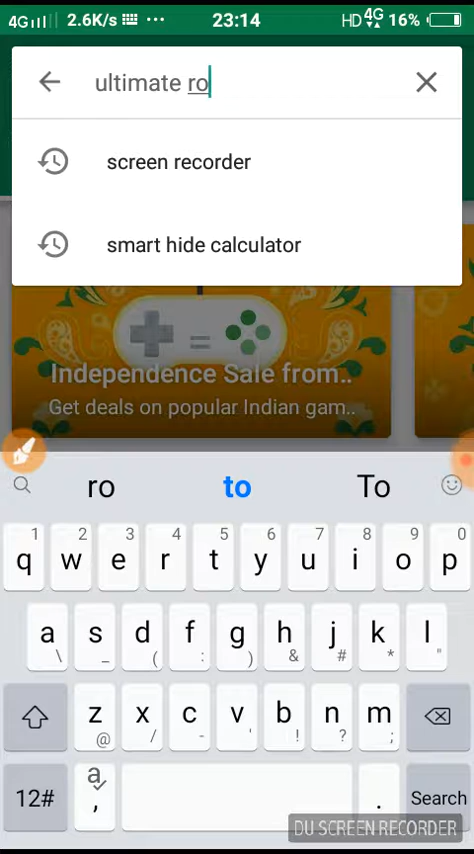 4G 2.6K/s ... 23:14 HD 4G 16%
ultimate ro
screen recorder
smart hide calculator
Independence Sale from..
Get deals on popular Indian gam..
ro to To
1 2 3 4 5 6 7 8 9 0
q w e r t y u i o p
a s d f g h j k l
\ _ ( : ) & # * "
z x c v b n m
@ / - ' ! ? ;
12# a , . Search
DU SCREEN RECORDER